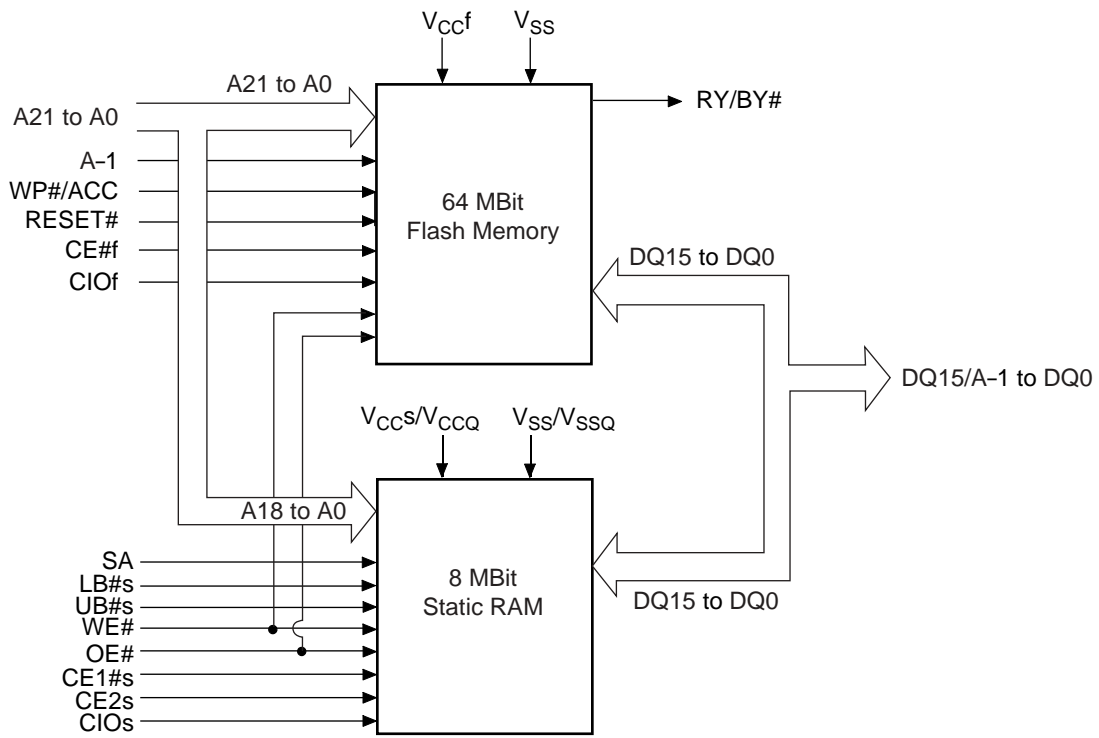 VCCf VSS
A21 to A0
A21 to A0
RY/BY#
A–1
WP#/ACC
RESET#
CE#f
CIOf
64 MBit
Flash Memory
DQ15 to DQ0
DQ15/A–1 to DQ0
VCCs/VCCQ VSS/VSSQ
A18 to A0
SA
LB#s
UB#s
WE#
OE#
CE1#s
CE2s
CIOs
8 MBit
Static RAM
DQ15 to DQ0